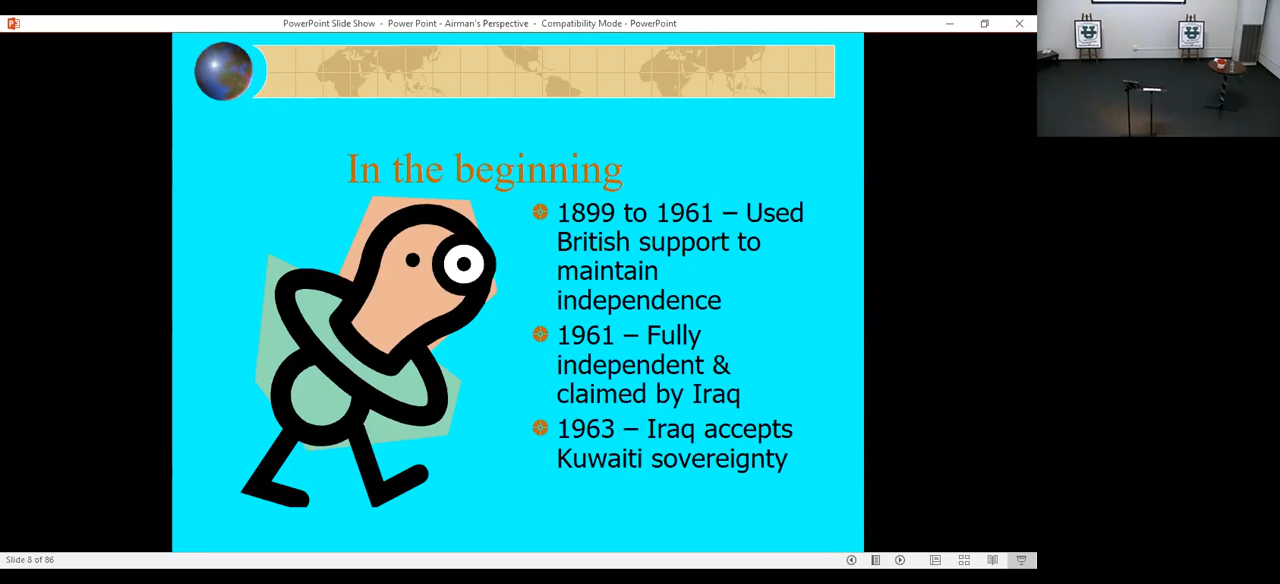 PowerPoint Slide Show - Power Point - Airman's Perspective - Compatibility Mode - PowerPoint
In the beginning
1899 to 1961 – Used
British support to
maintain
independence
1961 – Fully
independent &
claimed by Iraq
1963 – Iraq accepts
Kuwaiti sovereignty
Slide 8 of 86